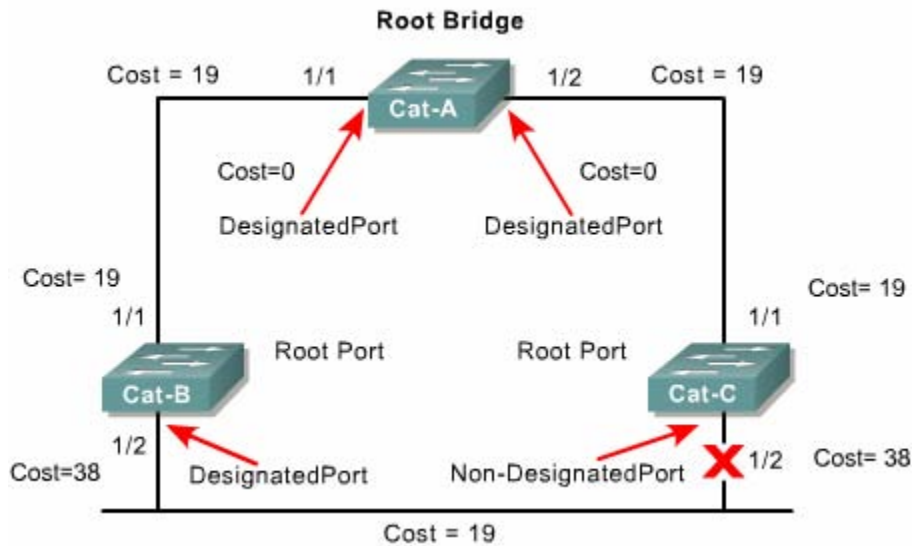 Root Bridge
Cost = 19
1/1
1/2
Cost = 19
Cat-A
Cost=0
Cost=0
DesignatedPort
DesignatedPort
Cost= 19
Cost= 19
1/1
1/1
Root Port
Root Port
Cat-B
Cat-C
1/2
1/2
Cost=38
DesignatedPort
Non-DesignatedPort
Cost= 38
Cost = 19